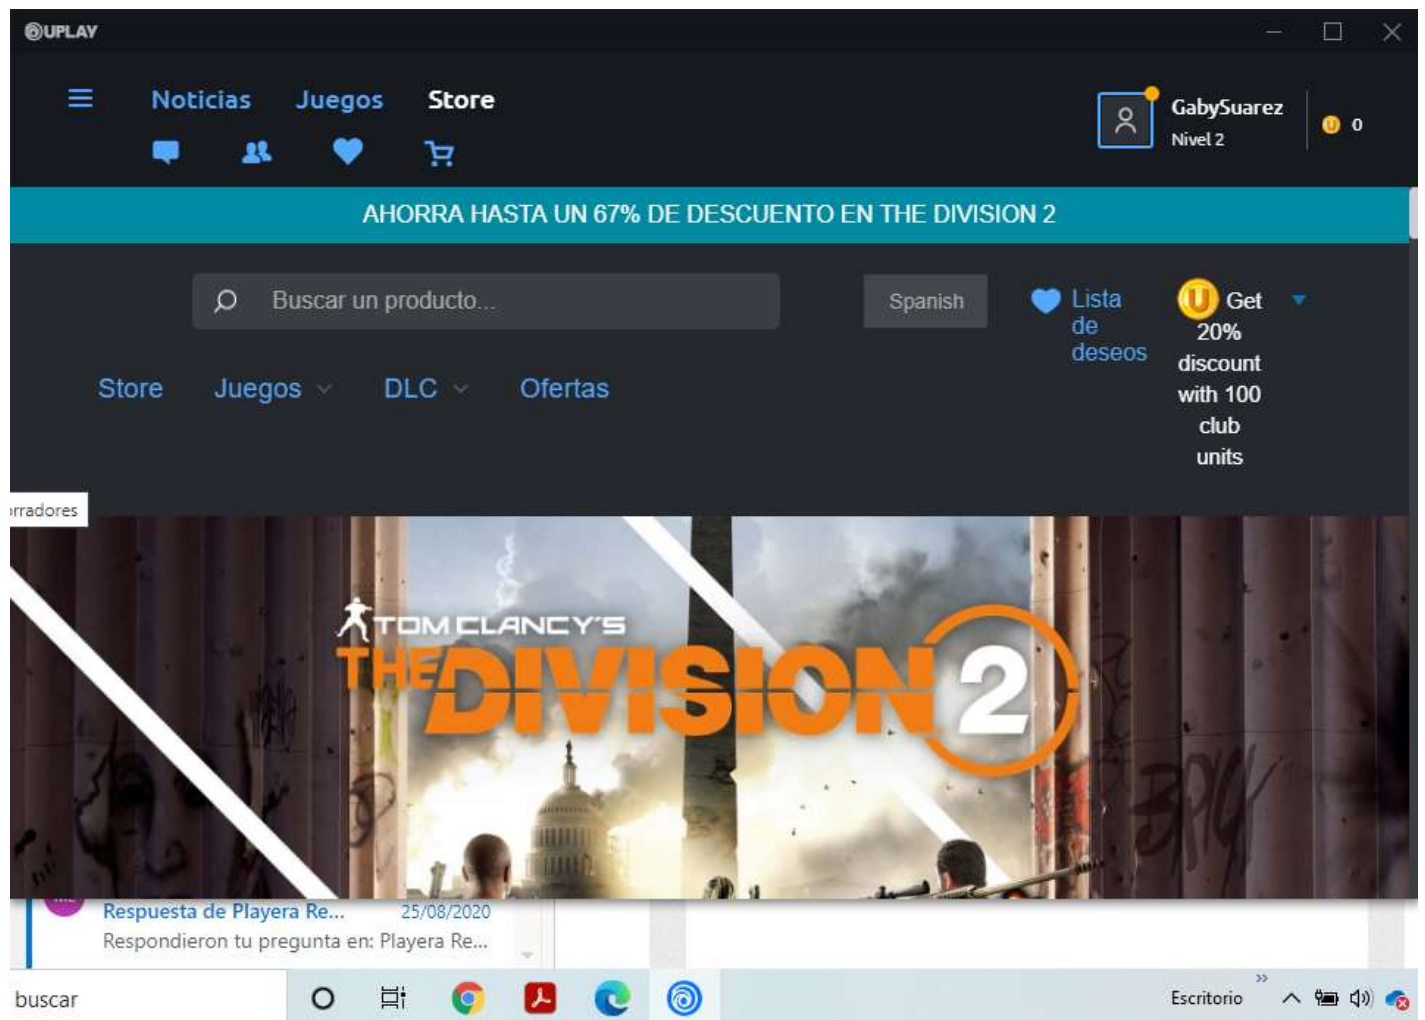 UPLAY
Noticias Juegos Store
GabySuarez
Nivel 2
0
AHORRA HASTA UN 67% DE DESCUENTO EN THE DIVISION 2
Buscar un producto...
Spanish
Lista
de
deseos
Get
20%
discount
with 100
club
units
Store Juegos DLC Ofertas
orradores
TOM CLANCY'S
THE DIVISION 2
Respuesta de Playera Re... 25/08/2020
Respondieron tu pregunta en: Playera Re...
buscar
Escritorio